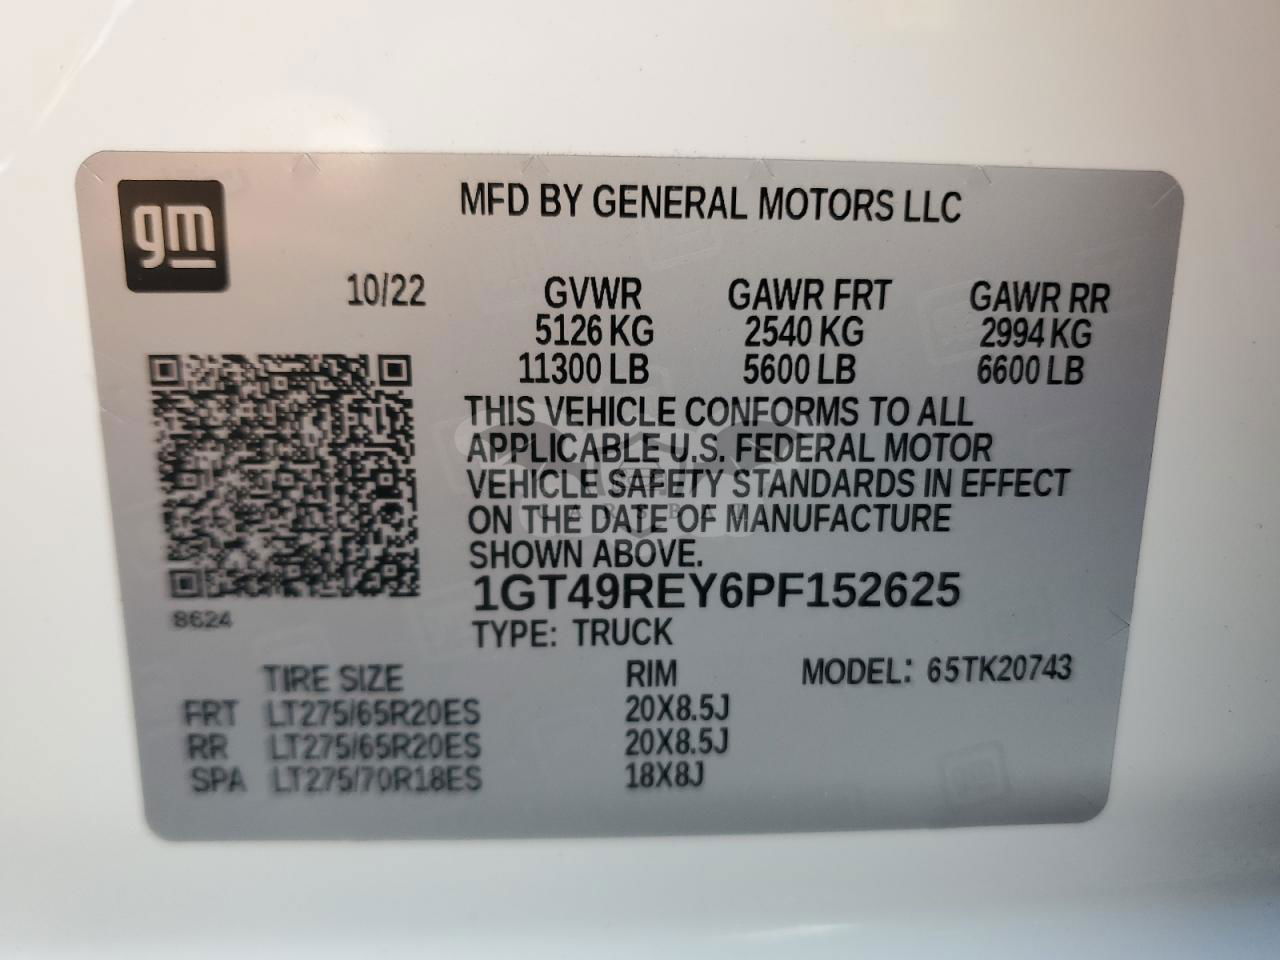 gm
MFD BY GENERAL MOTORS LLC
10/22 GVWR GAWR FRT GAWR RR
5126 KG 2540 KG 2994 KG
11300 LB 5600 LB 6600 LB
THIS VEHICLE CONFORMS TO ALL
APPLICABLE U.S. FEDERAL MOTOR
VEHICLE SAFETY STANDARDS IN EFFECT
ON THE DATE OF MANUFACTURE
SHOWN ABOVE.
1GT49REY6PF152625
8624
TYPE: TRUCK
TIRE SIZE RIM MODEL: 65TK20743
FRT LT275/65R20ES 20X8.5J
RR LT275/65R20ES 20X8.5J
SPA LT275/70R18ES 18X8J